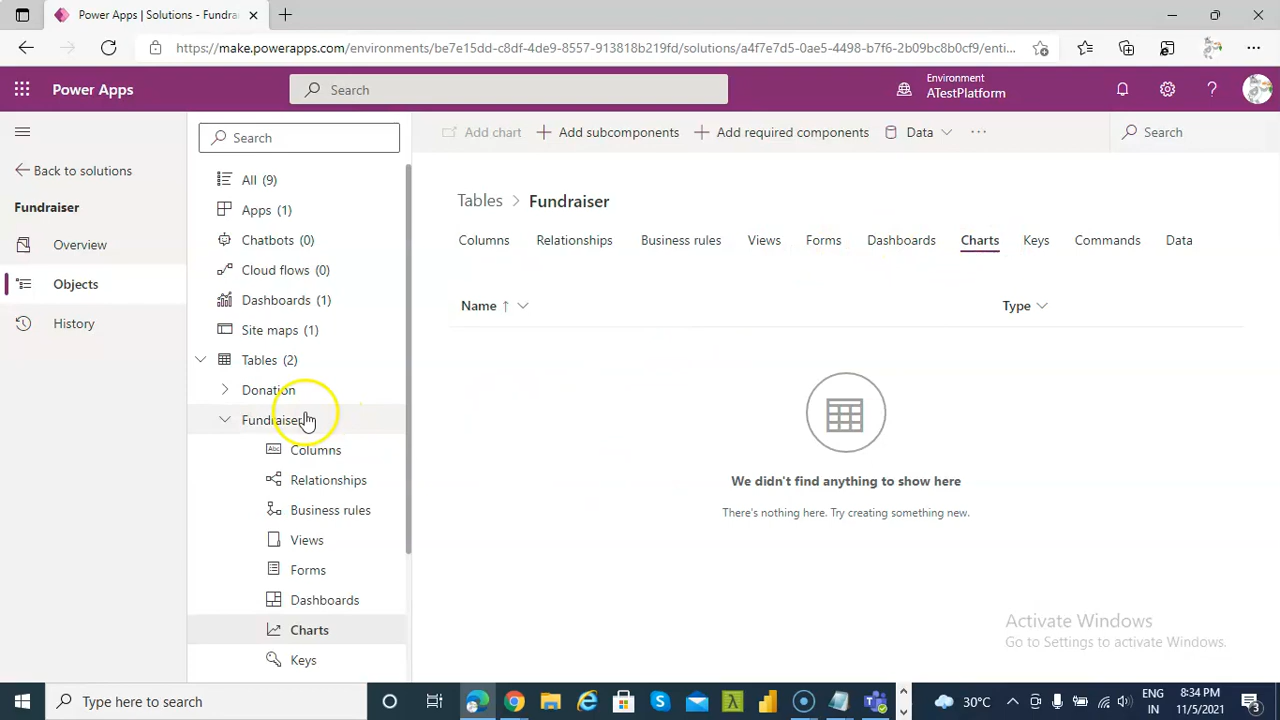 Power Apps | Solutions - Fundrai
https://make.powerapps.com/environments/be7e15dd-c8df-4de9-8557-913818b219fd/solutions/a4f7e7d5-0ae5-4498-b7f6-2b09bc8b0cf9/enti...
Power Apps
Search
Environment
ATestPlatform
Search
Add chart
Add subcomponents
Add required components
Data
Search
Back to solutions
Fundraiser
Overview
Objects
History
All (9)
Apps (1)
Chatbots (0)
Cloud flows (0)
Dashboards (1)
Site maps (1)
Tables (2)
Donation
Fundraiser
Columns
Relationships
Business rules
Views
Forms
Dashboards
Charts
Keys
Tables > Fundraiser
Columns Relationships Business rules Views Forms Dashboards Charts Keys Commands Data
Name ↑ Type
We didn't find anything to show here
There's nothing here. Try creating something new.
Activate Windows
Go to Settings to activate Windows.
Type here to search
30°C
ENG
IN
8:34 PM
11/5/2021
3